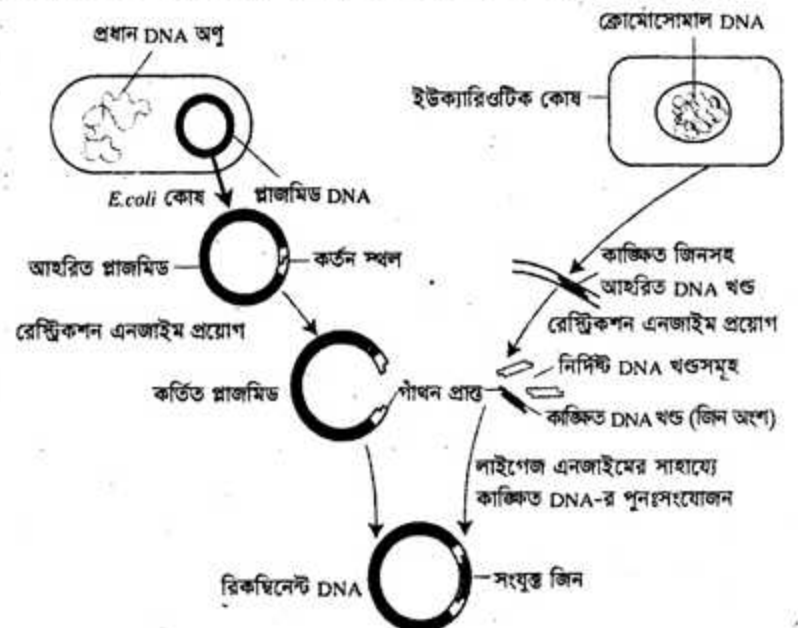 প্রধান DNA অণু
ক্রোমোসোমাল DNA
ইউক্যারিওটিক কোষ
E.coli কোষ
প্লাজমিড DNA
আহরিত প্লাজমিড
কর্তন স্থল
কাঙ্ক্ষিত জিনসহ
আহরিত DNA খণ্ড
রেস্ট্রিকশন এনজাইম প্রয়োগ
রেস্ট্রিকশন এনজাইম প্রয়োগ
নির্দিষ্ট DNA খণ্ডসমূহ
কর্তিত প্লাজমিড
গাঁথন প্রান্ত
কাঙ্ক্ষিত DNA খণ্ড (জিন অংশ)
লাইগেজ এনজাইমের সাহায্যে
কাঙ্ক্ষিত DNA-র পুনঃসংযোজন
রিকম্বিনেন্ট DNA
সংযুক্ত জিন